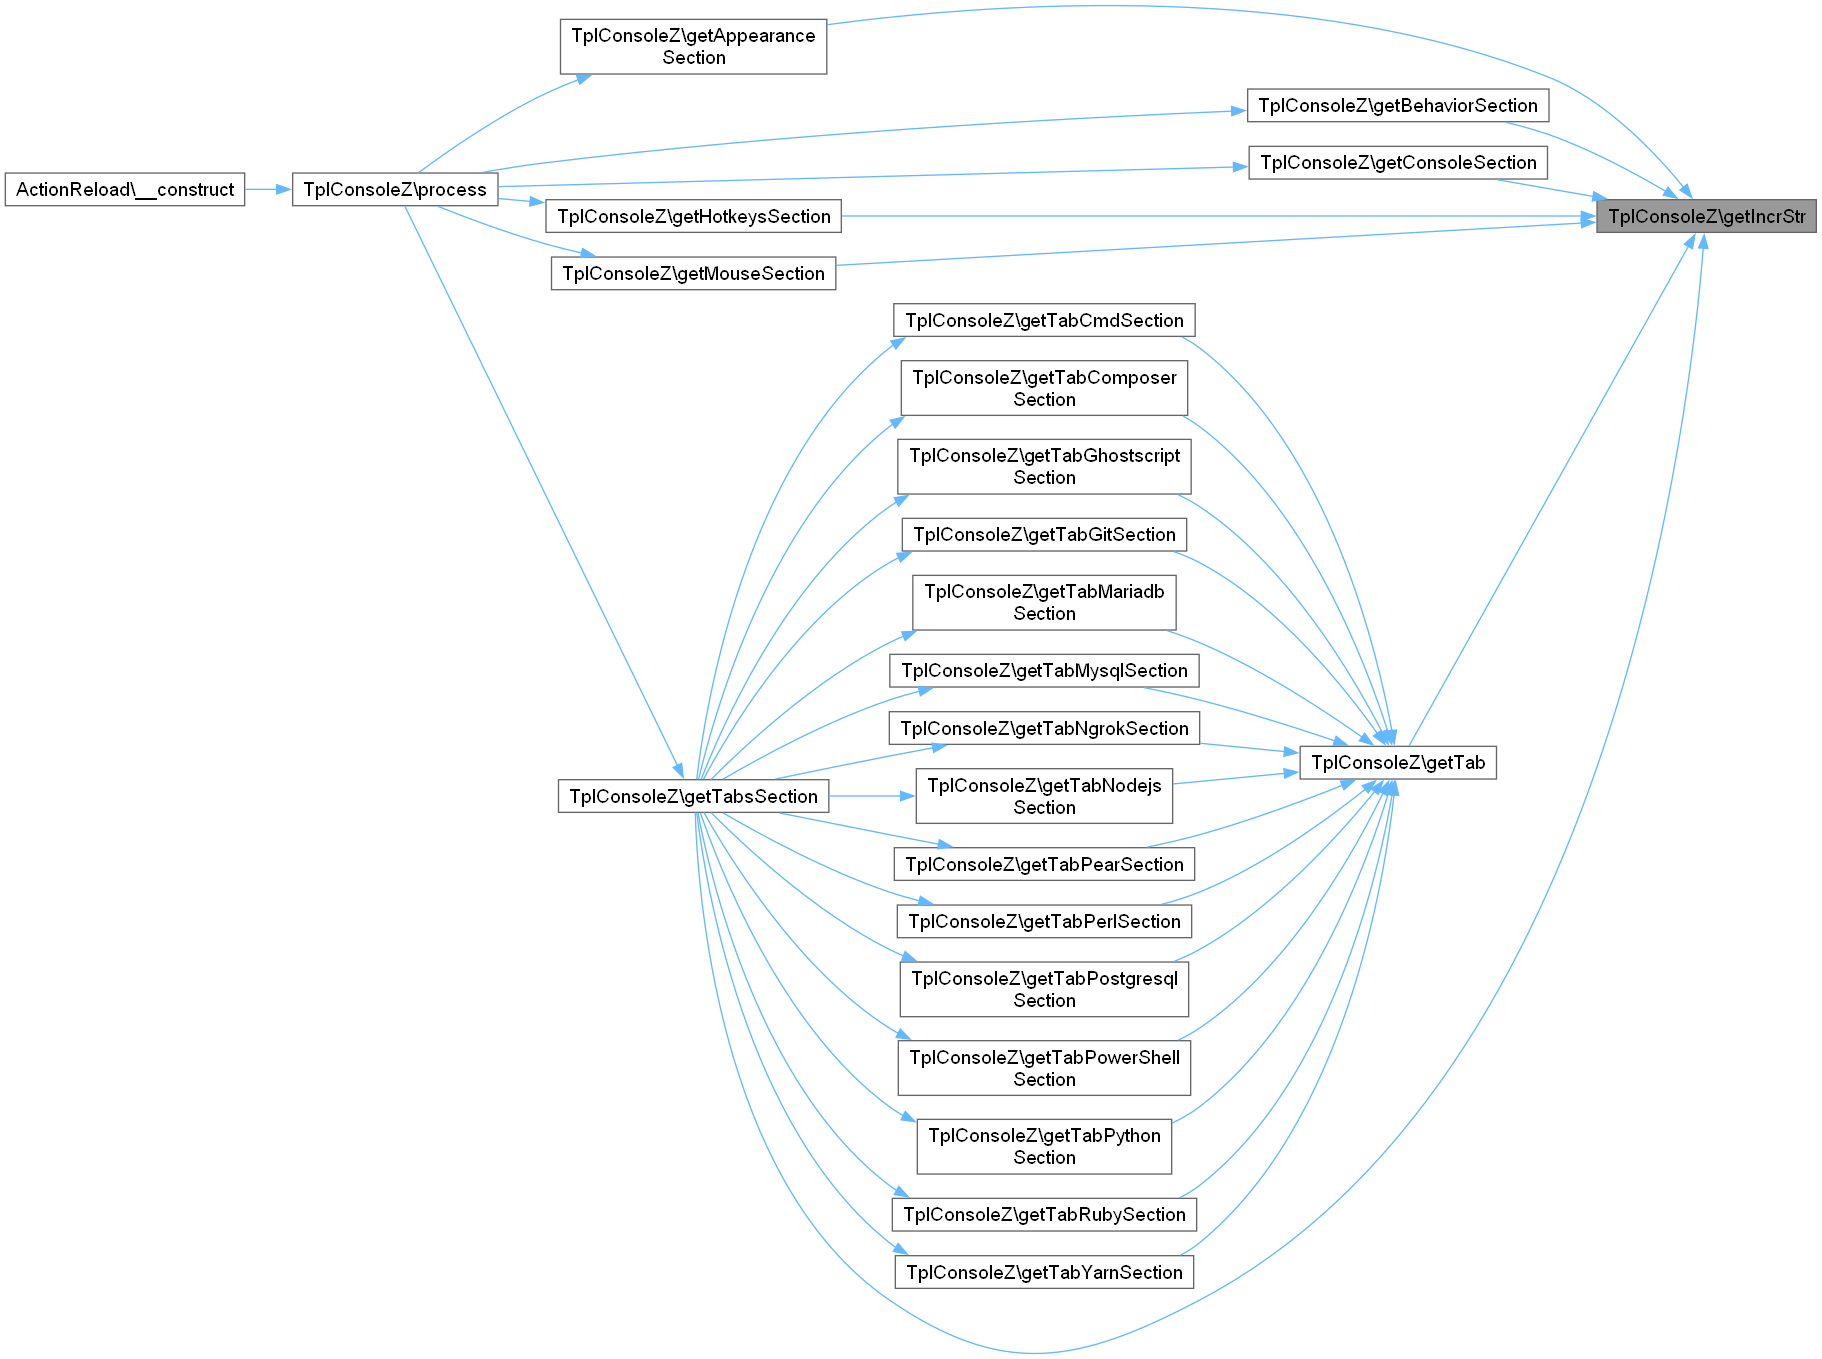 TplConsoleZ\getAppearance
Section
TplConsoleZ\getBehaviorSection
TplConsoleZ\getConsoleSection
ActionReload\__construct
TplConsoleZ\process
TplConsoleZ\getHotkeysSection
TplConsoleZ\getIncrStr
TplConsoleZ\getMouseSection
TplConsoleZ\getTabCmdSection
TplConsoleZ\getTabComposer
Section
TplConsoleZ\getTabGhostscript
Section
TplConsoleZ\getTabGitSection
TplConsoleZ\getTabMariadb
Section
TplConsoleZ\getTabMysqlSection
TplConsoleZ\getTabNgrokSection
TplConsoleZ\getTab
TplConsoleZ\getTabsSection
TplConsoleZ\getTabNodejs
Section
TplConsoleZ\getTabPearSection
TplConsoleZ\getTabPerlSection
TplConsoleZ\getTabPostgresql
Section
TplConsoleZ\getTabPowerShell
Section
TplConsoleZ\getTabPython
Section
TplConsoleZ\getTabRubySection
TplConsoleZ\getTabYarnSection